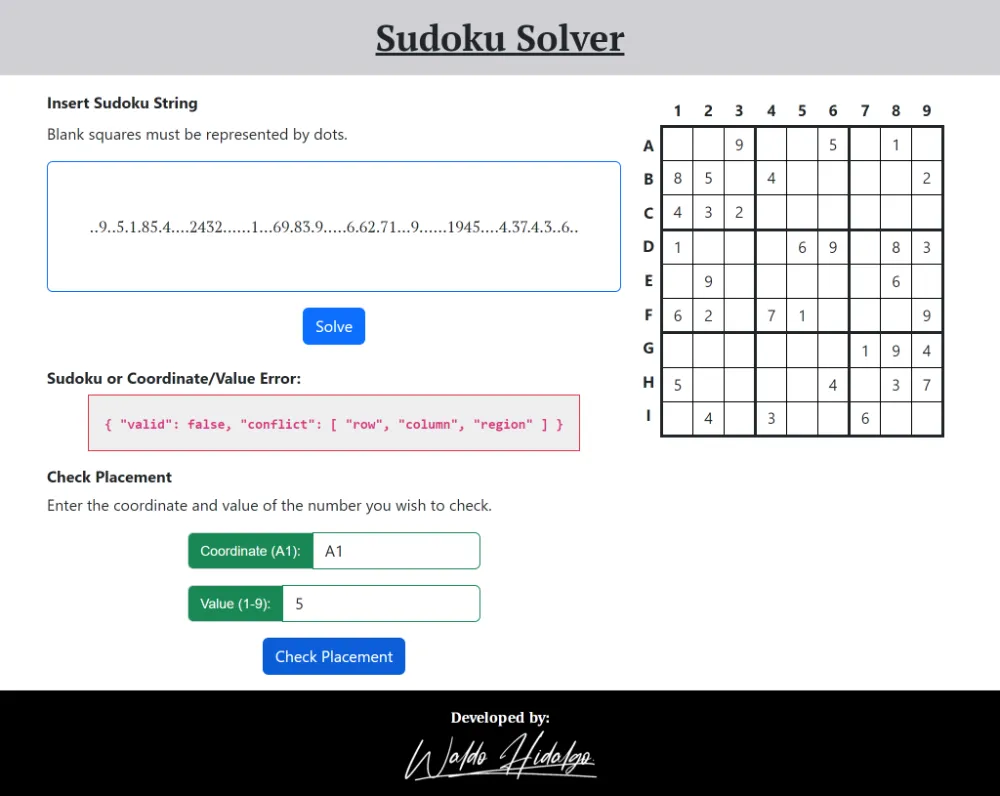 Sudoku Solver
Insert Sudoku String
Blank squares must be represented by dots.
..9..5.1.85.4....2432......1...69.83.9.....6.62.71...9......1945....4.37.4.3..6..
Solve
Sudoku or Coordinate/Value Error:
{ "valid": false, "conflict": [ "row", "column", "region" ] }
Check Placement
Enter the coordinate and value of the number you wish to check.
Coordinate (A1): A1
Value (1-9): 5
Check Placement
1 2 3 4 5 6 7 8 9
A 9 5 1
B 8 5 4 2
C 4 3 2
D 1 6 9 8 3
E 9 6
F 6 2 7 1 9
G 1 9 4
H 5 4 3 7
I 4 3 6
Developed by:
Waldo Hidalgo